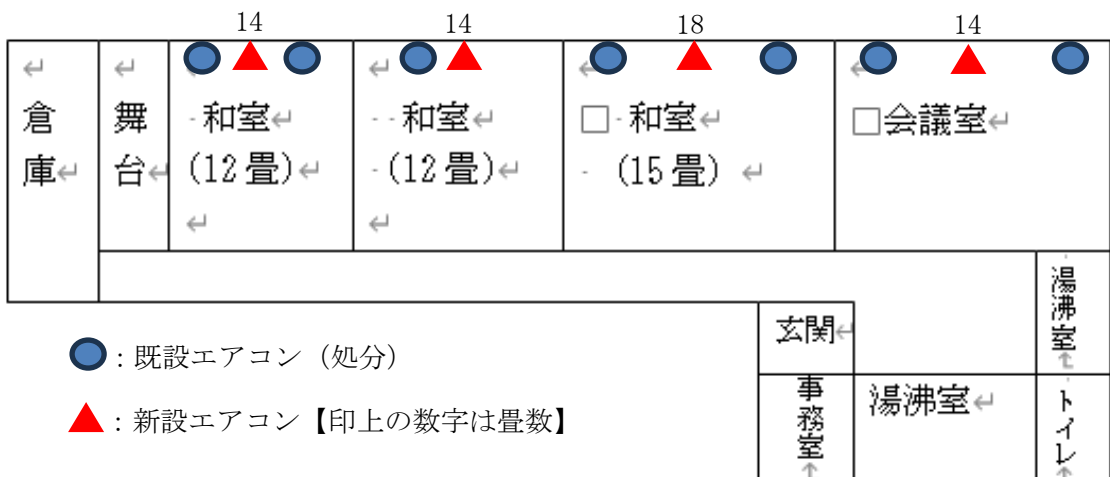 14
14
18
14
倉庫
舞台
和室
(12畳)
和室
(12畳)
□和室
(15畳)
□会議室
湯沸室
玄関
事務室
湯沸室
トイレ
：既設エアコン（処分）
：新設エアコン【印上の数字は畳数】